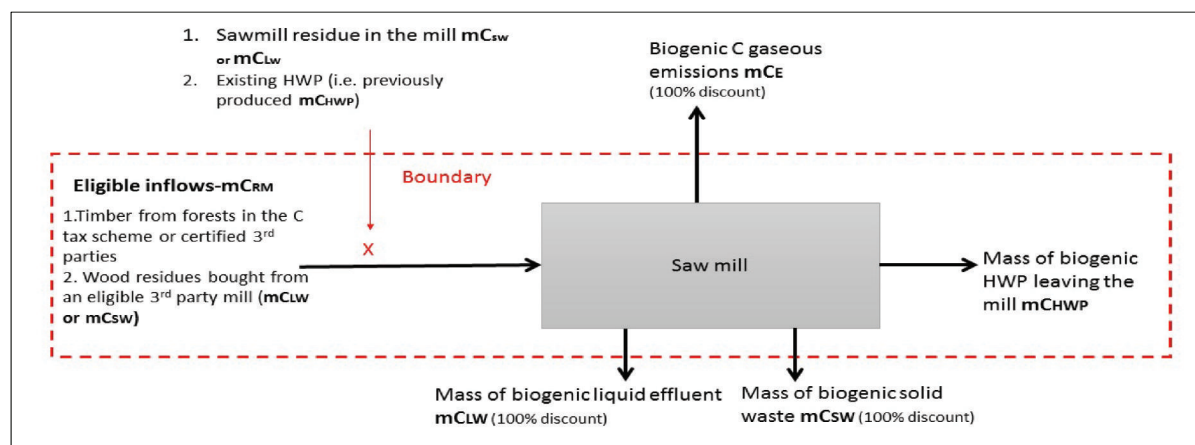 1. Sawmill residue in the mill mCsw
or mCLw
2. Existing HWP (i.e. previously
produced mCHWP)
Biogenic C gaseous
emissions mCE
(100% discount)
Boundary
Eligible inflows-mCRM
1.Timber from forests in the C
tax scheme or certified 3rd
parties
2. Wood residues bought from
an eligible 3rd party mill (mCLW
or mCsw)
X
Saw mill
Mass of biogenic
HWP leaving the
mill mCHWP
Mass of biogenic liquid effluent
mCLW (100% discount)
Mass of biogenic solid
waste mCsw (100% discount)